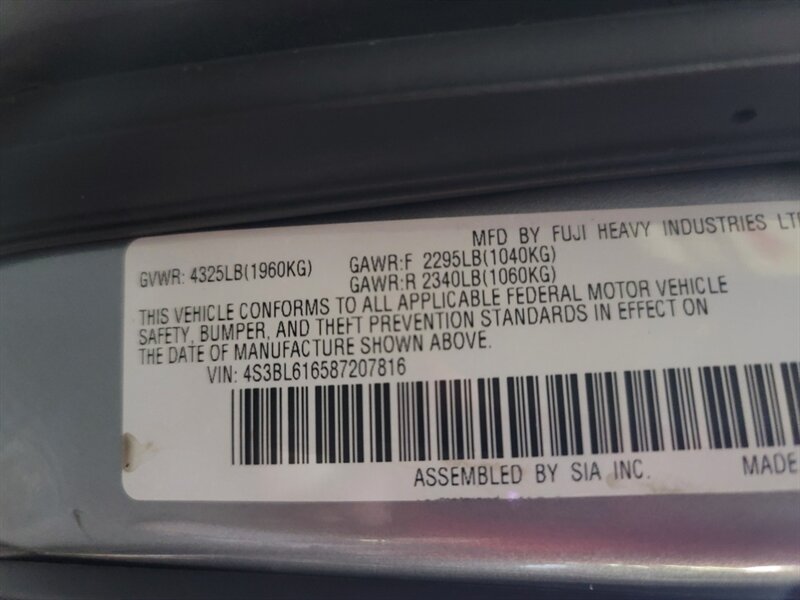 MFD BY FUJI HEAVY INDUSTRIES LT
GVWR: 4325LB(1960KG) GAWR:F 2295LB(1040KG)
GAWR:R 2340LB(1060KG)
THIS VEHICLE CONFORMS TO ALL APPLICABLE FEDERAL MOTOR VEHICLE
SAFETY, BUMPER, AND THEFT PREVENTION STANDARDS IN EFFECT ON
THE DATE OF MANUFACTURE SHOWN ABOVE.
VIN: 4S3BL616587207816
ASSEMBLED BY SIA INC. MADE